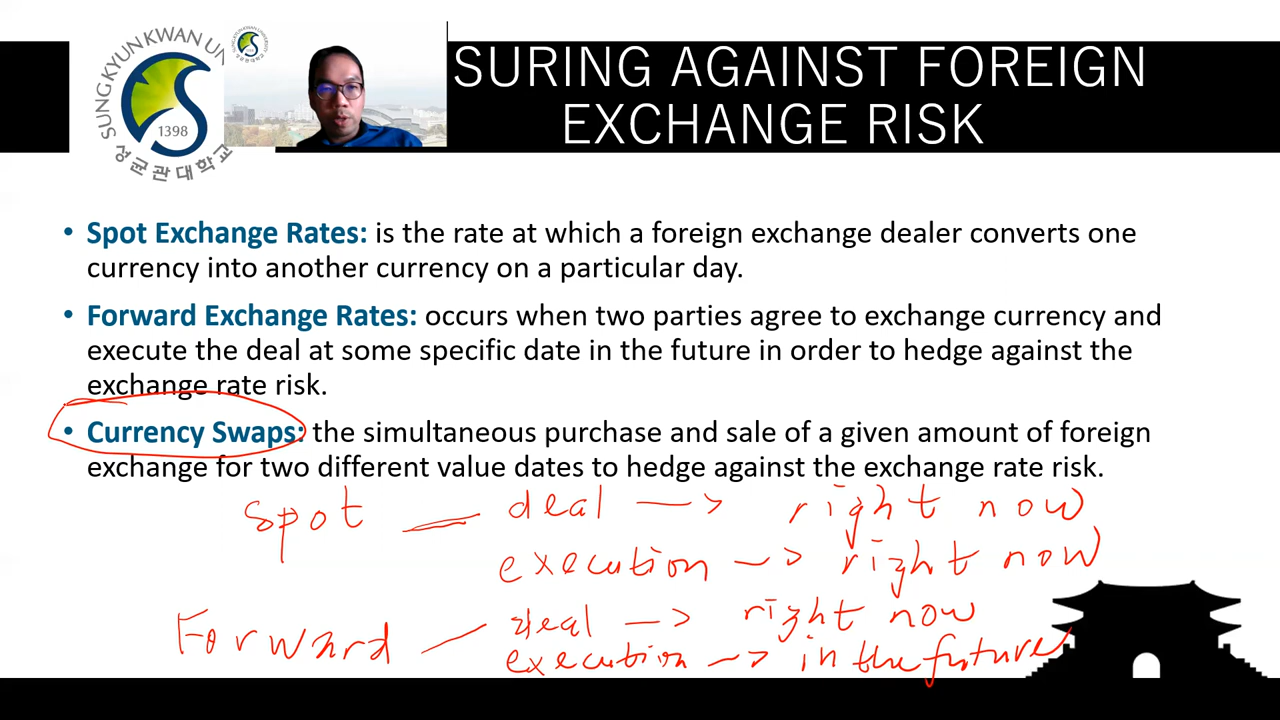 SUNGKYUNKWAN UN
1398
성균관대학교
SURING AGAINST FOREIGN
EXCHANGE RISK
• Spot Exchange Rates: is the rate at which a foreign exchange dealer converts one
currency into another currency on a particular day.
• Forward Exchange Rates: occurs when two parties agree to exchange currency and
execute the deal at some specific date in the future in order to hedge against the
exchange rate risk.
• Currency Swaps: the simultaneous purchase and sale of a given amount of foreign
exchange for two different value dates to hedge against the exchange rate risk.
Spot — deal —> right now
execution —> right now
Forward — deal —> right now
execution —> in the future